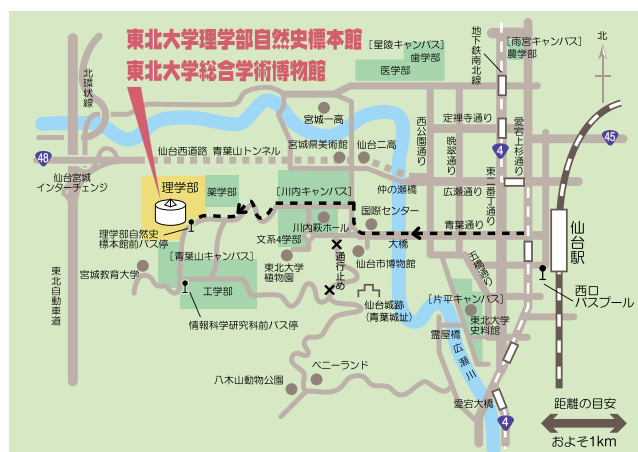 東北大学理学部自然史標本館
東北大学総合学術博物館
北環状線
[星陵キャンパス]
歯学部
医学部
地下鉄南北線
[雨宮キャンパス]
農学部
北
宮城一高
西公園通り
定禅寺通り
晩翠通り
愛宕上杉通り
45
4
48
仙台西道路 青葉山トンネル
宮城県美術館
仙台二高
東二番丁通り
仙台宮城
インターチェンジ
理学部
薬学部
[川内キャンパス]
仲の瀬橋
広瀬通り
国際センター
青葉通り
川内萩ホール
理学部自然史
標本館前バス停
文系4学部
大橋
仙台駅
[青葉山キャンパス]
通行止め
仙台市博物館
五橋通り
宮城教育大学
東北大学
植物園
東北自動車道
工学部
西口
バスプール
仙台城跡
(青葉城址)
[片平キャンパス]
情報科学研究科前バス停
東北大学
史料館
霊屋橋
広瀬川
ベニーランド
八木山動物公園
愛宕大橋
4
距離の目安
およそ1km